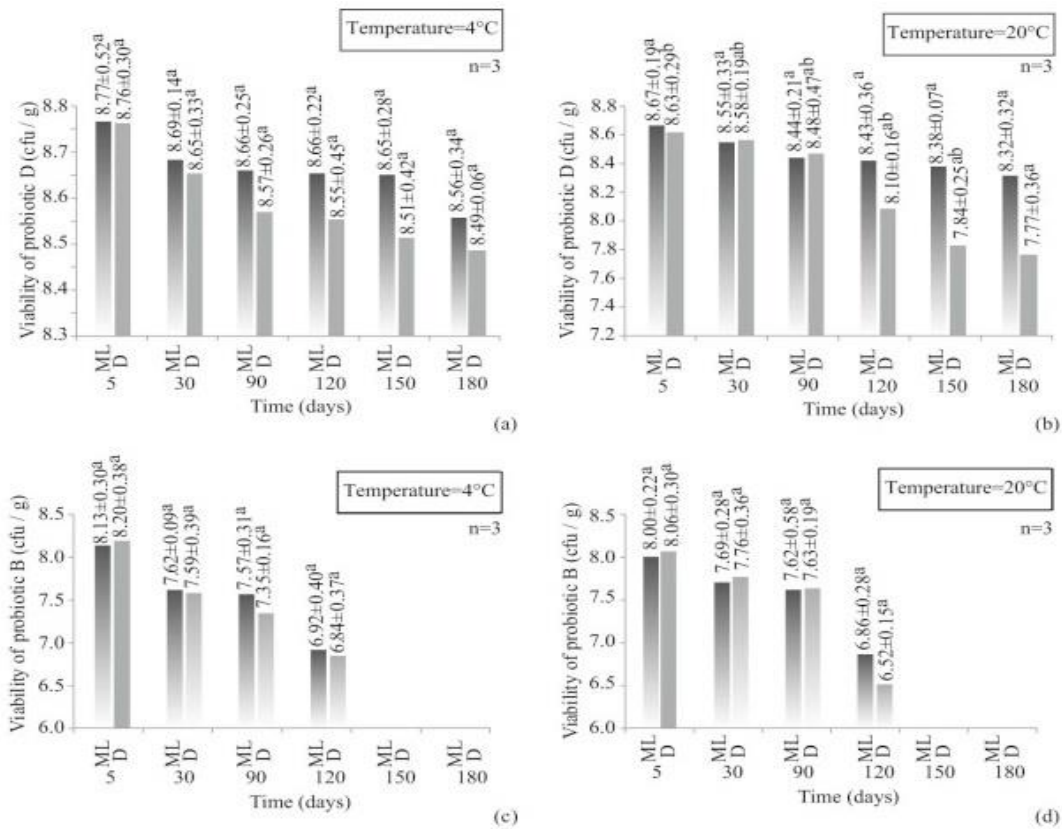 Temperature=4°C
n=3
Viability of probiotic D (cfu / g)
8.8
8.7
8.6
8.5
8.4
8.3
8.77±0.52a
8.76±0.30a
8.69±0.14a
8.65±0.33a
8.66±0.25a
8.57±0.26a
8.66±0.22a
8.55±0.45a
8.65±0.28a
8.51±0.42a
8.56±0.34a
8.49±0.06a
ML D ML D ML D ML D ML D ML D
5 30 90 120 150 180
Time (days)
(a)
Temperature=20°C
n=3
Viability of probiotic D (cfu / g)
8.8
8.6
8.4
8.2
8.0
7.8
7.6
7.4
7.2
8.67±0.19a
8.63±0.29b
8.55±0.33a
8.58±0.19ab
8.44±0.21a
8.48±0.47ab
8.43±0.36a
8.10±0.16ab
8.38±0.07a
7.84±0.25ab
8.32±0.32a
7.77±0.36a
ML D ML D ML D ML D ML D ML D
5 30 90 120 150 180
Time (days)
(b)
Temperature=4°C
n=3
Viability of probiotic B (cfu / g)
8.5
8.0
7.5
7.0
6.5
6.0
8.13±0.30a
8.20±0.38a
7.62±0.09a
7.59±0.39a
7.57±0.31a
7.35±0.16a
6.92±0.40a
6.84±0.37a
ML D ML D ML D ML D ML D ML D
5 30 90 120 150 180
Time (days)
(c)
Temperature=20°C
n=3
Viability of probiotic B (cfu / g)
8.5
8.0
7.5
7.0
6.5
6.0
8.00±0.22a
8.06±0.30a
7.69±0.28a
7.76±0.36a
7.62±0.58a
7.63±0.19a
6.86±0.28a
6.52±0.15a
ML D ML D ML D ML D ML D ML D
5 30 90 120 150 180
Time (days)
(d)